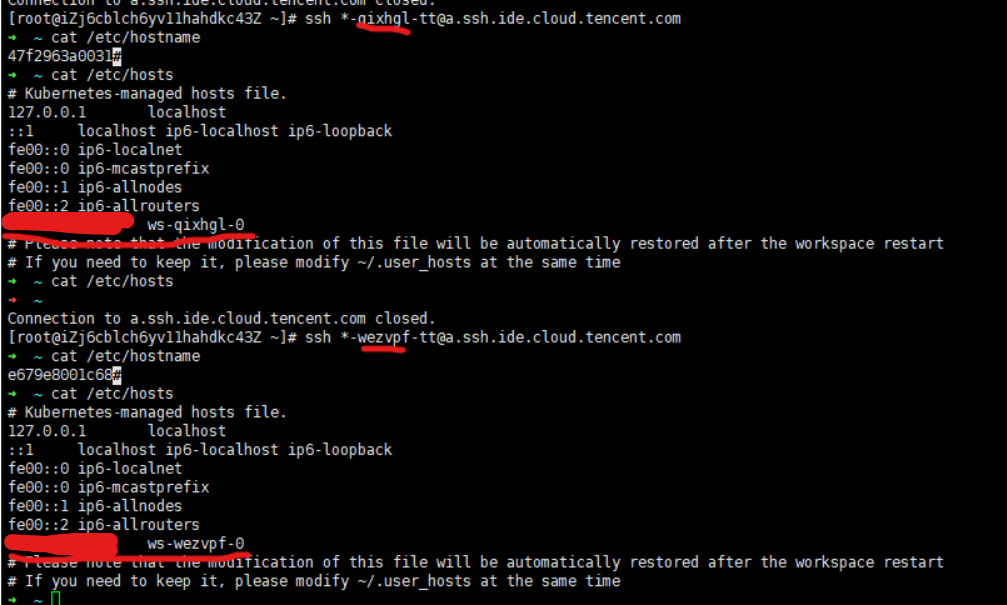 Connection to a.ssh.ide.cloud.tencent.com closed.
[root@iZj6cblch6yv11hahdkc43Z ~]# ssh *-qixhgl-tt@a.ssh.ide.cloud.tencent.com
➜ ~ cat /etc/hostname
47f2963a0031#
➜ ~ cat /etc/hosts
# Kubernetes-managed hosts file.
127.0.0.1 localhost
::1 localhost ip6-localhost ip6-loopback
fe00::0 ip6-localnet
fe00::0 ip6-mcastprefix
fe00::1 ip6-allnodes
fe00::2 ip6-allrouters
ws-qixhgl-0
# Please note that the modification of this file will be automatically restored after the workspace restart
# If you need to keep it, please modify ~/.user_hosts at the same time
➜ ~ cat /etc/hosts
➜ ~
Connection to a.ssh.ide.cloud.tencent.com closed.
[root@iZj6cblch6yv11hahdkc43Z ~]# ssh *-wezvpf-tt@a.ssh.ide.cloud.tencent.com
➜ ~ cat /etc/hostname
e679e8001c68#
➜ ~ cat /etc/hosts
# Kubernetes-managed hosts file.
127.0.0.1 localhost
::1 localhost ip6-localhost ip6-loopback
fe00::0 ip6-localnet
fe00::0 ip6-mcastprefix
fe00::1 ip6-allnodes
fe00::2 ip6-allrouters
ws-wezvpf-0
# Please note that the modification of this file will be automatically restored after the workspace restart
# If you need to keep it, please modify ~/.user_hosts at the same time
➜ ~